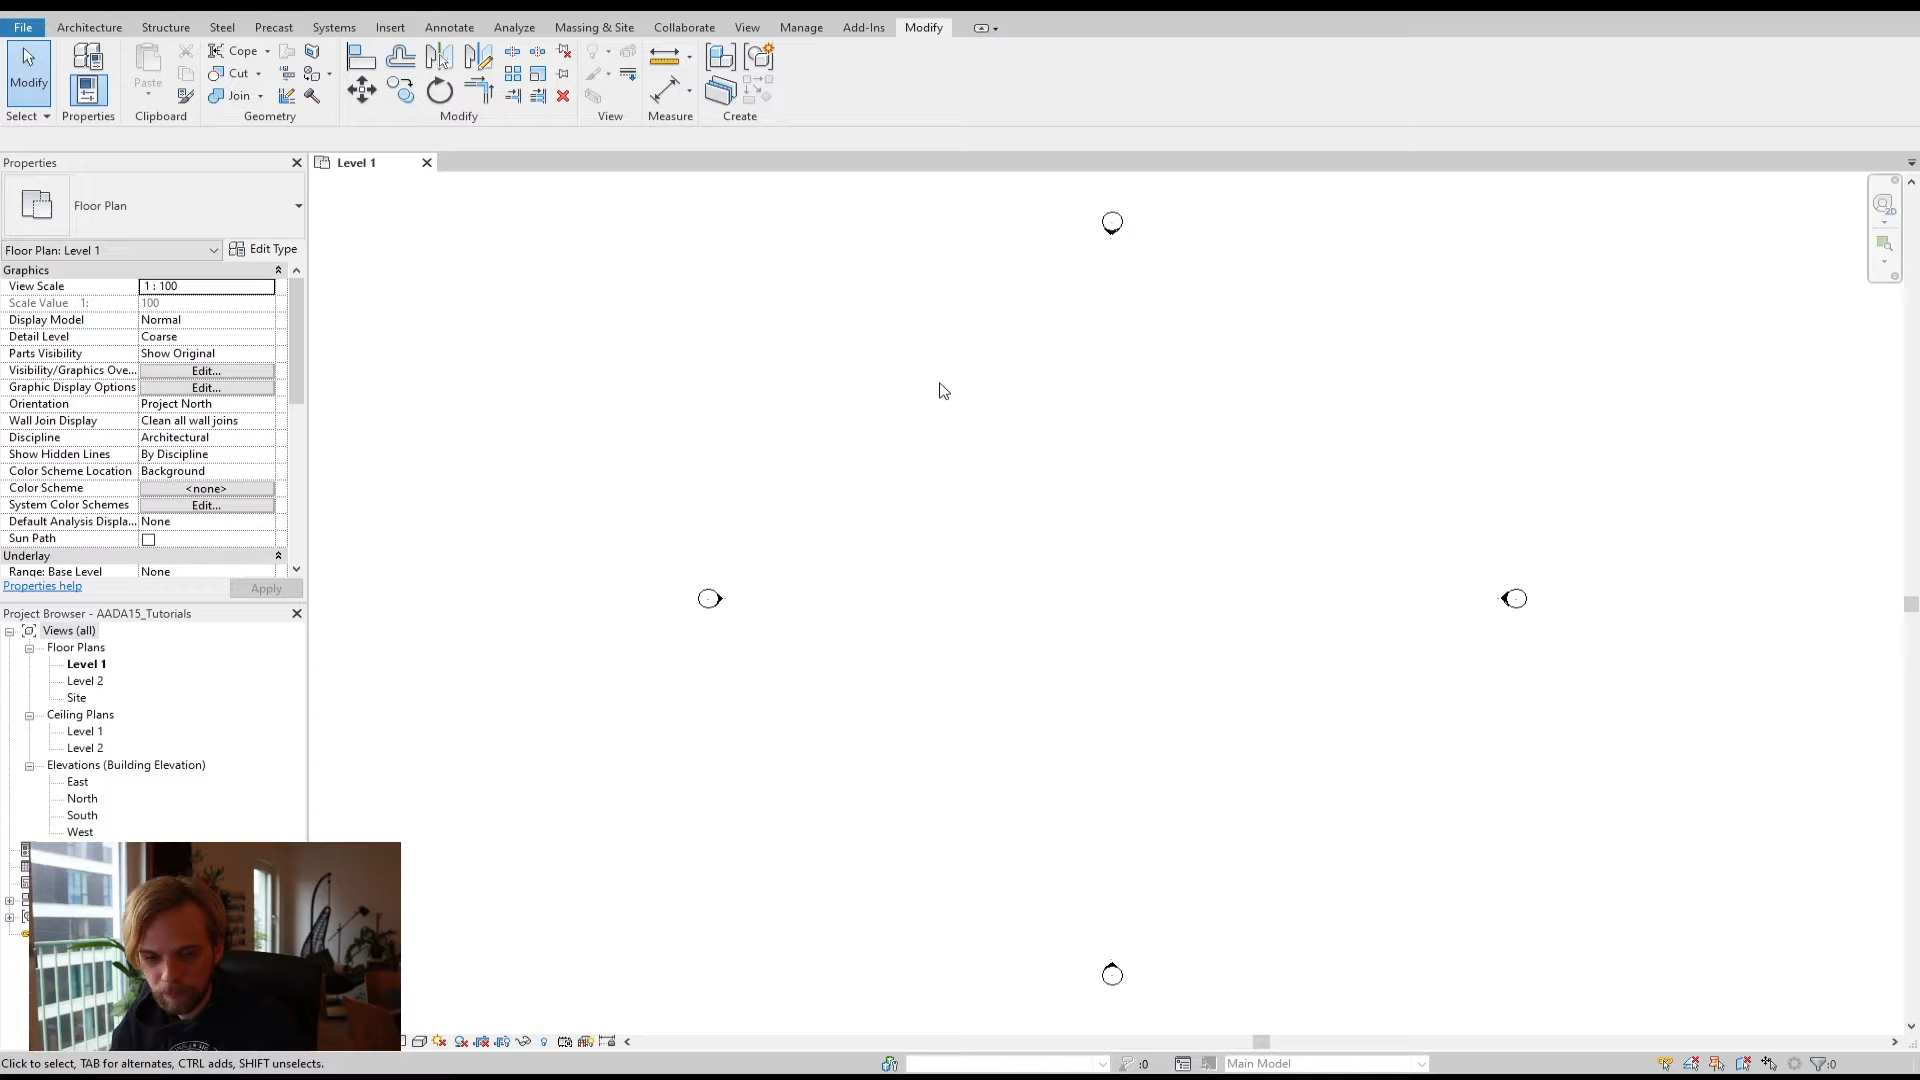 File Architecture Structure Steel Precast Systems Insert Annotate Analyze Massing & Site Collaborate View Manage Add-Ins Modify
Cope
Cut
Join
Modify
Paste
Select Properties Clipboard Geometry Modify View Measure Create
Properties
Level 1
Floor Plan
Floor Plan: Level 1 Edit Type
Graphics
View Scale 1 : 100
Scale Value 1: 100
Display Model Normal
Detail Level Coarse
Parts Visibility Show Original
Visibility/Graphics Ove... Edit...
Graphic Display Options Edit...
Orientation Project North
Wall Join Display Clean all wall joins
Discipline Architectural
Show Hidden Lines By Discipline
Color Scheme Location Background
Color Scheme <none>
System Color Schemes Edit...
Default Analysis Displa... None
Sun Path
Underlay
Range: Base Level None
Properties help Apply
Project Browser - AADA15_Tutorials
Views (all)
Floor Plans
Level 1
Level 2
Site
Ceiling Plans
Level 1
Level 2
Elevations (Building Elevation)
East
North
South
West
2D
Click to select, TAB for alternates, CTRL adds, SHIFT unselects.
:0
Main Model
:0